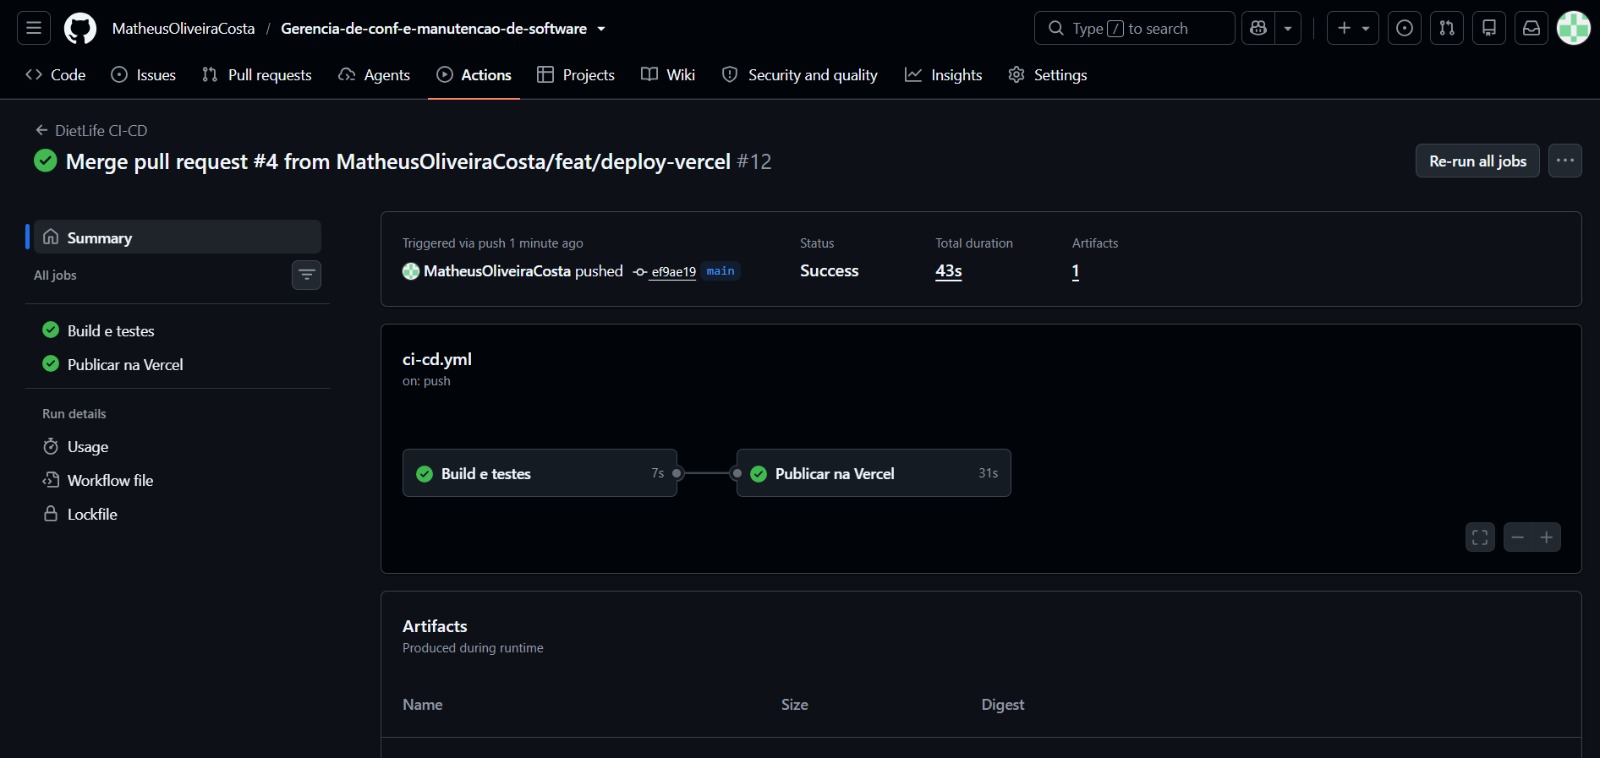 MatheusOliveiraCosta / Gerencia-de-conf-e-manutencao-de-software
Type / to search
Code Issues Pull requests Agents Actions Projects Wiki Security and quality Insights Settings
DietLife CI-CD
Merge pull request #4 from MatheusOliveiraCosta/feat/deploy-vercel #12
Re-run all jobs
Summary
All jobs
Build e testes
Publicar na Vercel
Run details
Usage
Workflow file
Lockfile
Triggered via push 1 minute ago
MatheusOliveiraCosta pushed ef9ae19 main
Status
Success
Total duration
43s
Artifacts
1
ci-cd.yml
on: push
Build e testes 7s
Publicar na Vercel 31s
Artifacts
Produced during runtime
Name Size Digest